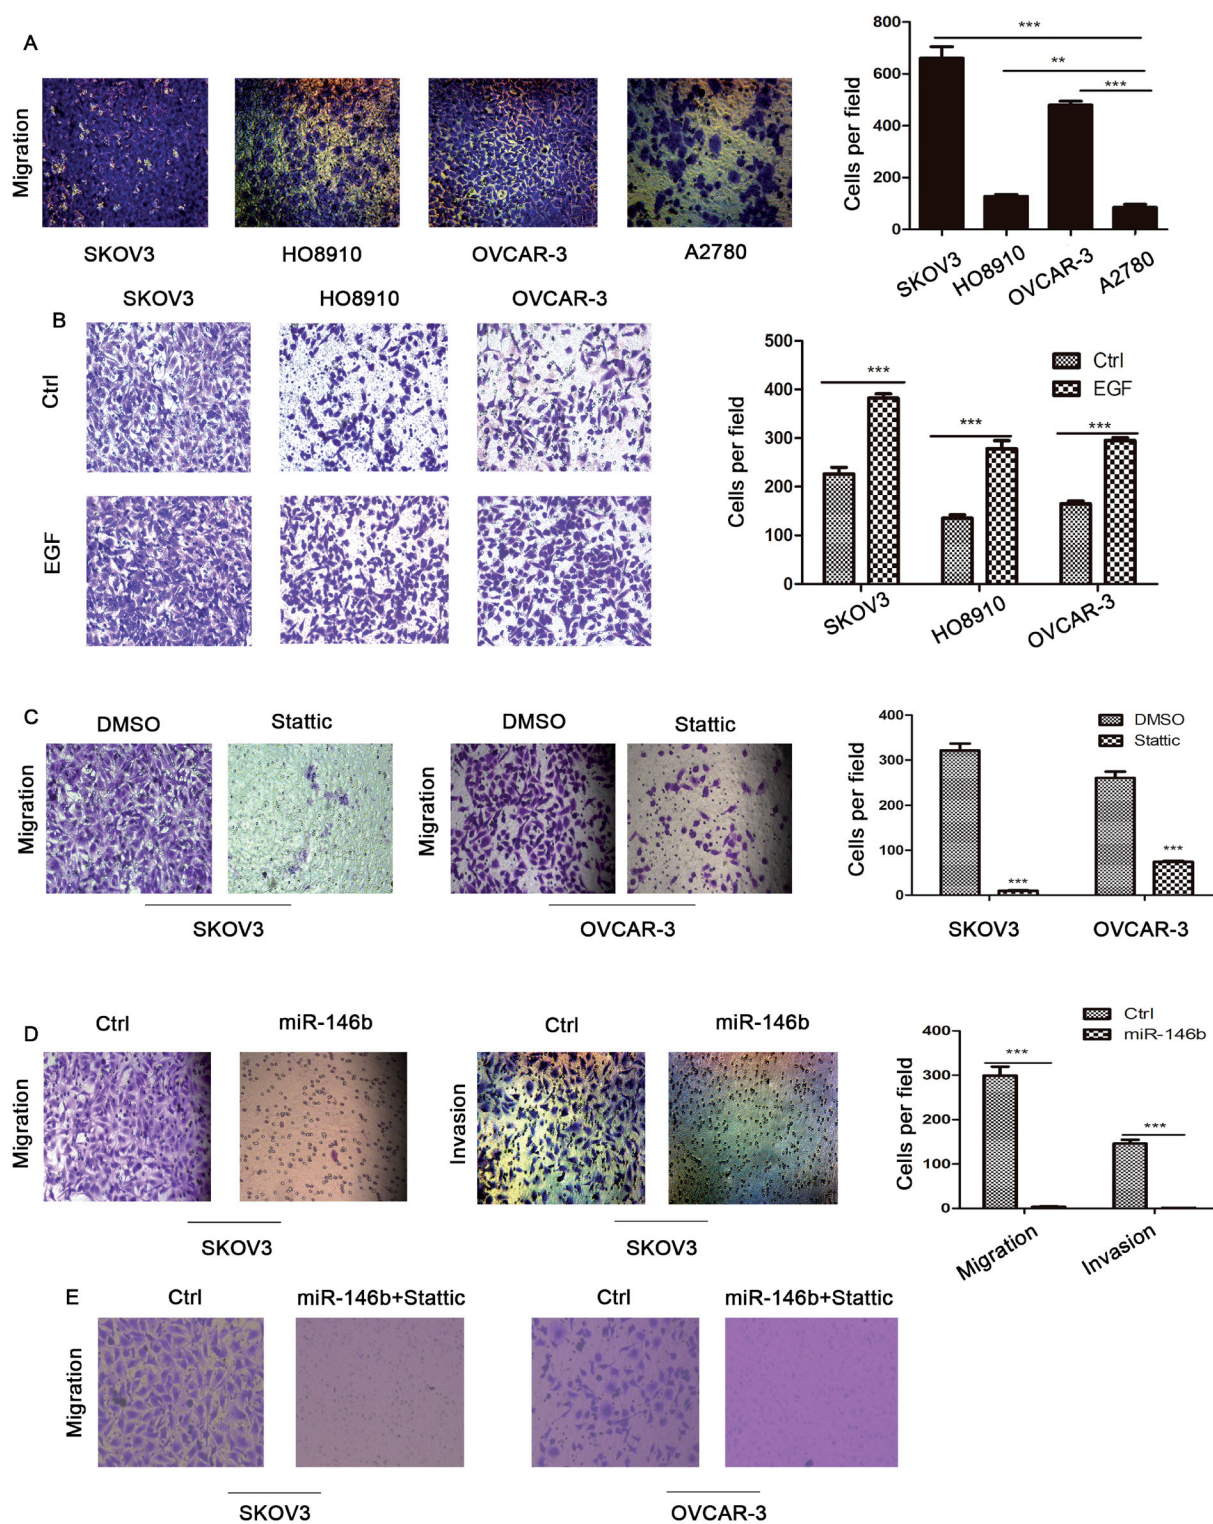 A
Migration
SKOV3
HO8910
OVCAR-3
A2780
800
600
400
200
0
Cells per field
***
**
***
SKOV3
HO8910
OVCAR-3
A2780
B
SKOV3
HO8910
OVCAR-3
Ctrl
EGF
500
400
300
200
100
0
Cells per field
Ctrl
EGF
***
***
***
SKOV3
HO8910
OVCAR-3
C
DMSO
Stattic
DMSO
Stattic
Migration
Migration
SKOV3
OVCAR-3
400
300
200
100
0
Cells per field
DMSO
Stattic
***
***
SKOV3
OVCAR-3
D
Ctrl
miR-146b
Ctrl
miR-146b
Migration
Invasion
SKOV3
SKOV3
400
300
200
100
0
Cells per field
Ctrl
miR-146b
***
***
Migration
Invasion
E
Ctrl
miR-146b+Stattic
Ctrl
miR-146b+Stattic
Migration
SKOV3
OVCAR-3